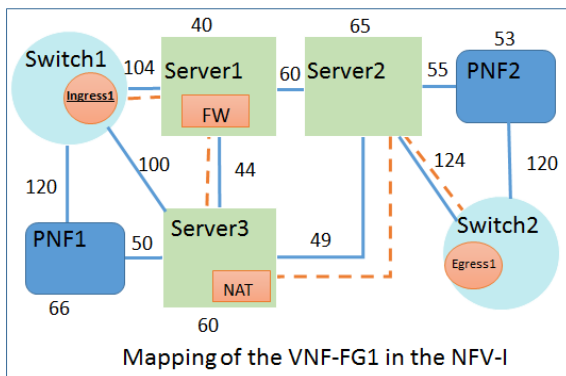 40
65
53
Switch1
104
Server1
60
Server2
55
PNF2
Ingress1
FW
100
44
124
120
120
PNF1
50
Server3
49
Switch2
NAT
Egress1
66
60
Mapping of the VNF-FG1 in the NFV-I